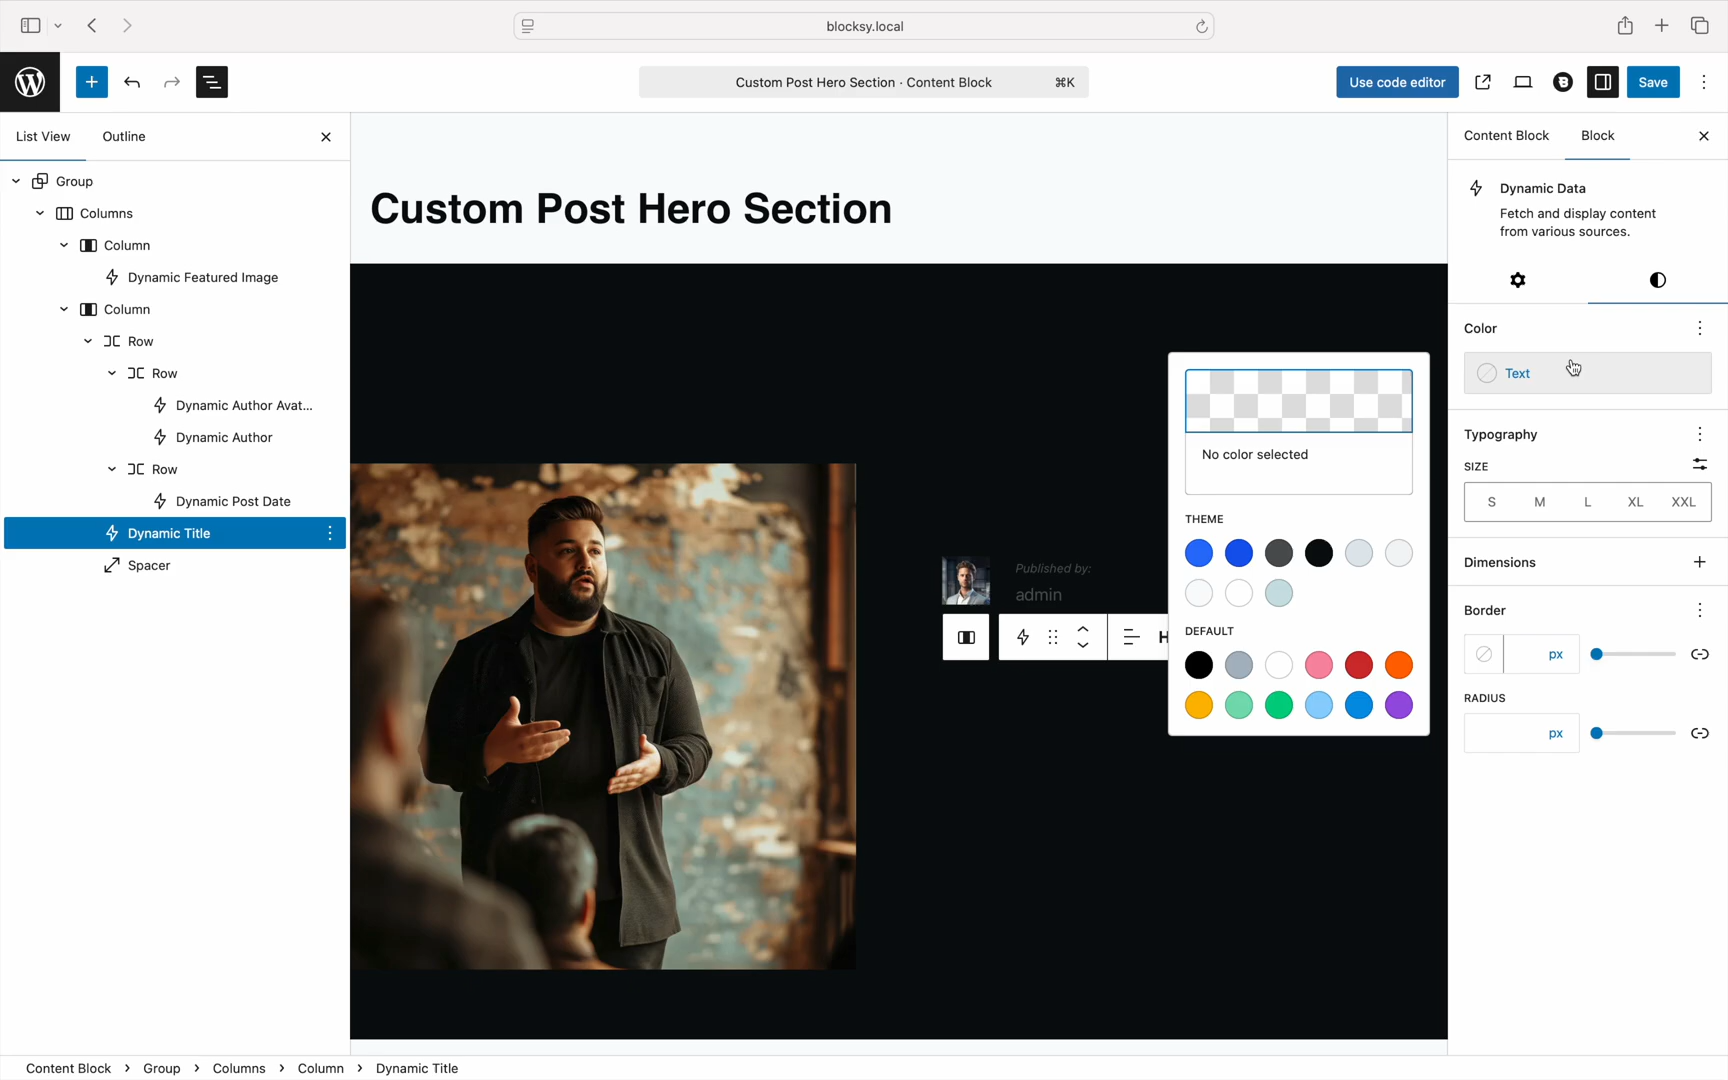 blocksy.local
Custom Post Hero Section · Content Block ⌘K
Use code editor
Save
List View
Outline
Group
Columns
Column
Dynamic Featured Image
Column
Row
Row
Dynamic Author Avat...
Dynamic Author
Row
Dynamic Post Date
Dynamic Title
Spacer
Custom Post Hero Section
Published by:
admin
H
No color selected
THEME
DEFAULT
Content Block
Block
Dynamic Data
Fetch and display content
from various sources.
Color
Text
Typography
SIZE
S M L XL XXL
Dimensions
Border
px
RADIUS
px
Content Block > Group > Columns > Column > Dynamic Title